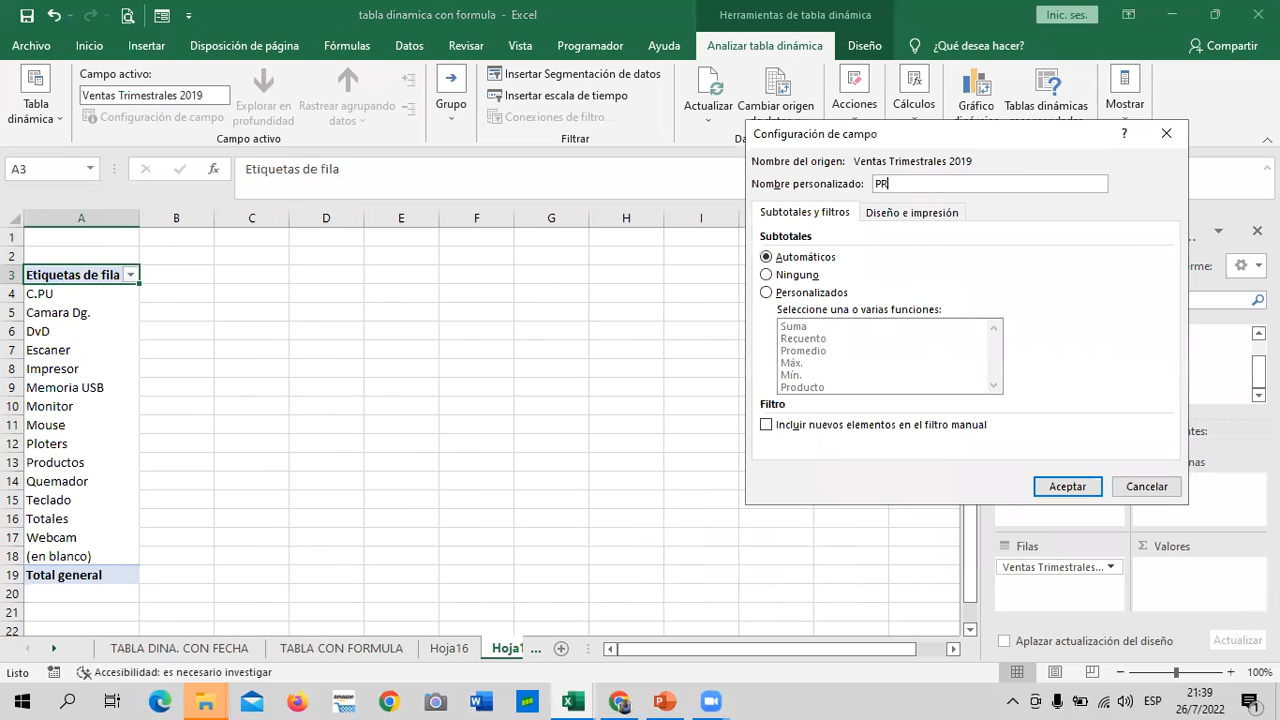 tabla dinamica con formula - Excel
Herramientas de tabla dinámica
Inic. ses.
Archivo Inicio Insertar Disposición de página Fórmulas Datos Revisar Vista Programador Ayuda Analizar tabla dinámica Diseño ¿Qué desea hacer? Compartir
Tabla dinámica
Campo activo:
Ventas Trimestrales 2019
Configuración de campo
Explorar en profundidad
Rastrear agrupando datos
Campo activo
Grupo
Insertar Segmentación de datos
Insertar escala de tiempo
Conexiones de filtro
Filtrar
Actualizar
Cambiar origen
Acciones
Cálculos
Gráfico
Tablas dinámicas
Mostrar
A3
fx
Etiquetas de fila
A B C D E F G H I
1
2
3 Etiquetas de fila
4 C.PU
5 Camara Dg.
6 DvD
7 Escaner
8 Impresor
9 Memoria USB
10 Monitor
11 Mouse
12 Ploters
13 Productos
14 Quemador
15 Teclado
16 Totales
17 Webcam
18 (en blanco)
19 Total general
20
21
22
Configuración de campo
?
Nombre del origen: Ventas Trimestrales 2019
Nombre personalizado: PR
Subtotales y filtros
Diseño e impresión
Subtotales
Automáticos
Ninguno
Personalizados
Seleccione una o varias funciones:
Suma
Recuento
Promedio
Máx.
Mín.
Producto
Filtro
Incluir nuevos elementos en el filtro manual
Aceptar
Cancelar
Filas
Σ Valores
Ventas Trimestrales...
Aplazar actualización del diseño
Actualizar
TABLA DINA. CON FECHA TABLA CON FORMULA Hoja16 Hoja1 ...
Listo
Accesibilidad: es necesario investigar
100%
ESP
21:39
26/7/2022